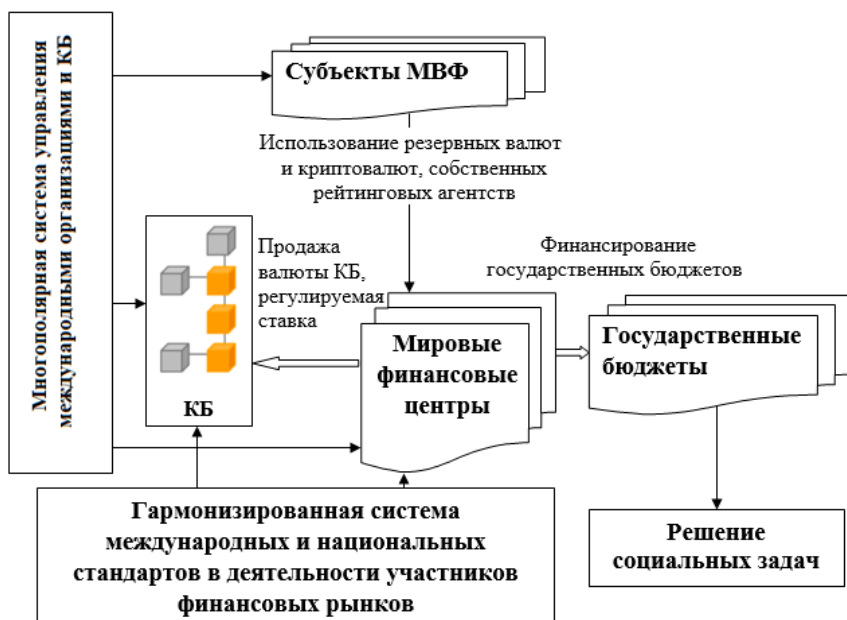 Многополярная система управления
международными организациями и КБ
Субъекты МВФ
Использование резервных валют
и криптовалют, собственных
рейтинговых агентств
Продажа
валюты КБ,
регулируемая
ставка
КБ
Финансирование
государственных бюджетов
Мировые
финансовые
центры
Государственные
бюджеты
Гармонизированная система
международных и национальных
стандартов в деятельности участников
финансовых рынков
Решение
социальных задач